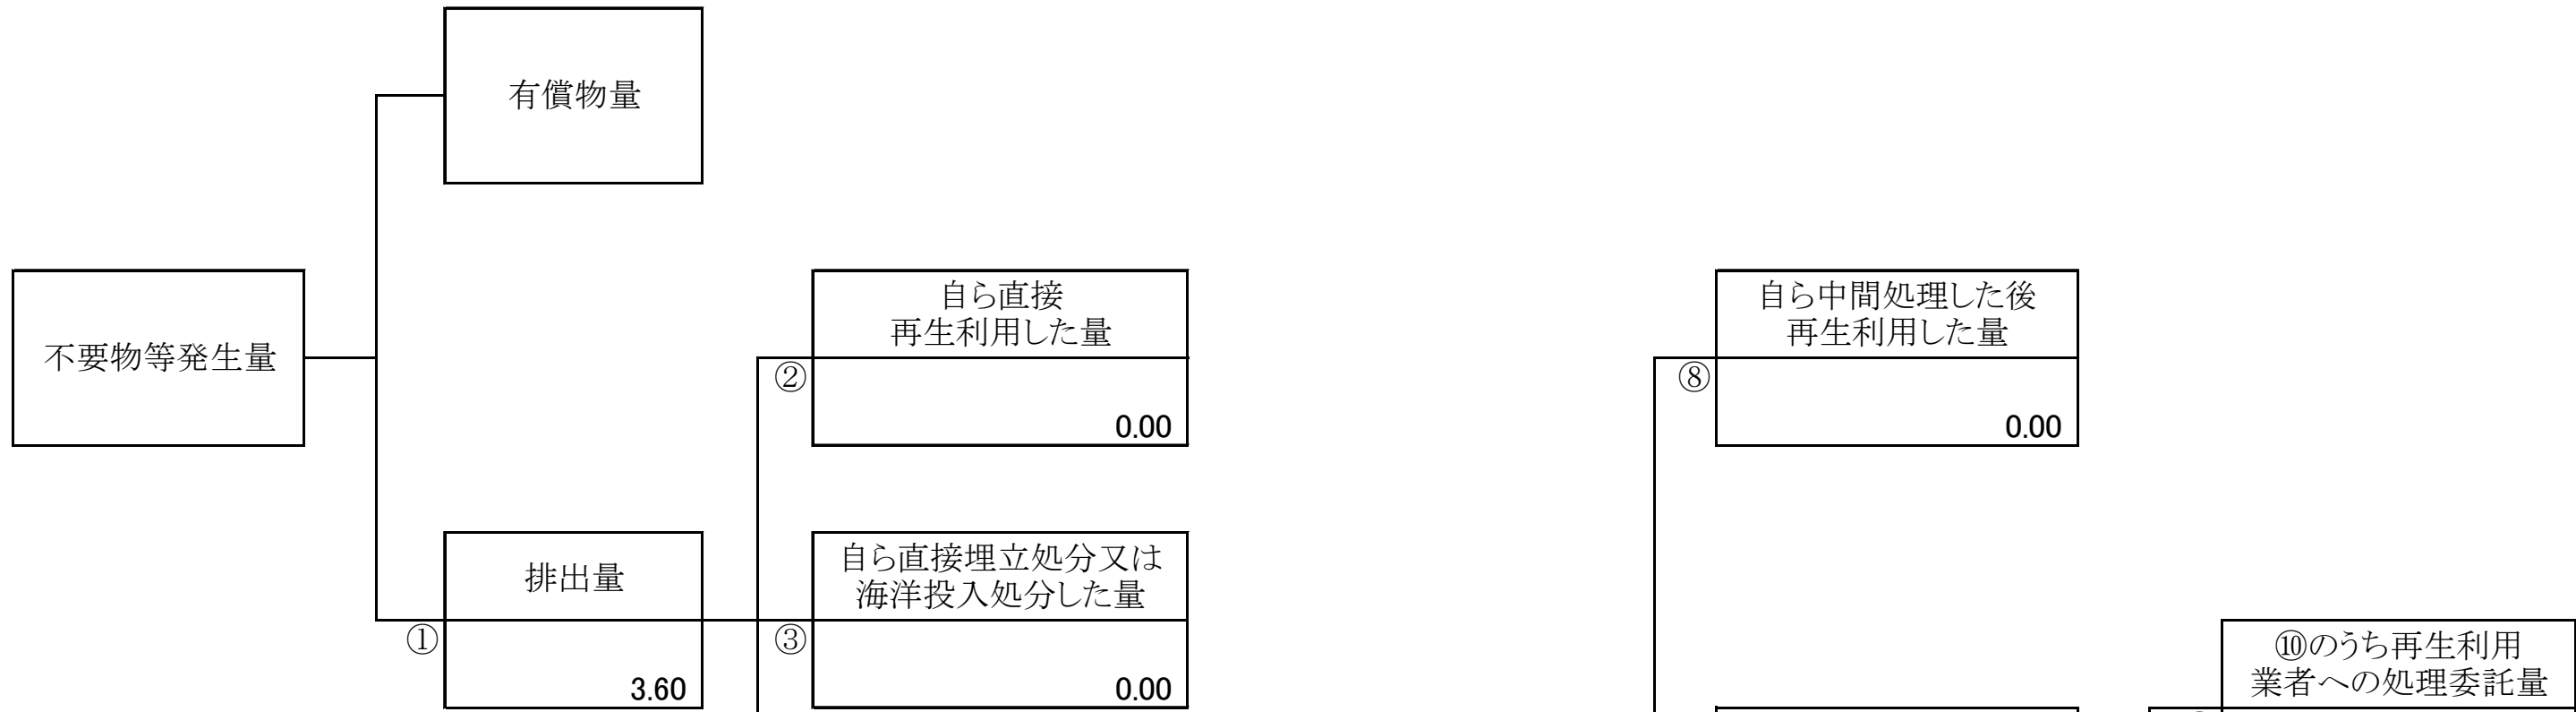 有償物量
不要物等発生量
自ら直接
再生利用した量
②
0.00
自ら中間処理した後
再生利用した量
⑧
0.00
排出量
①
3.60
自ら直接埋立処分又は
海洋投入処分した量
③
0.00
⑩のうち再生利用
業者への処理委託量